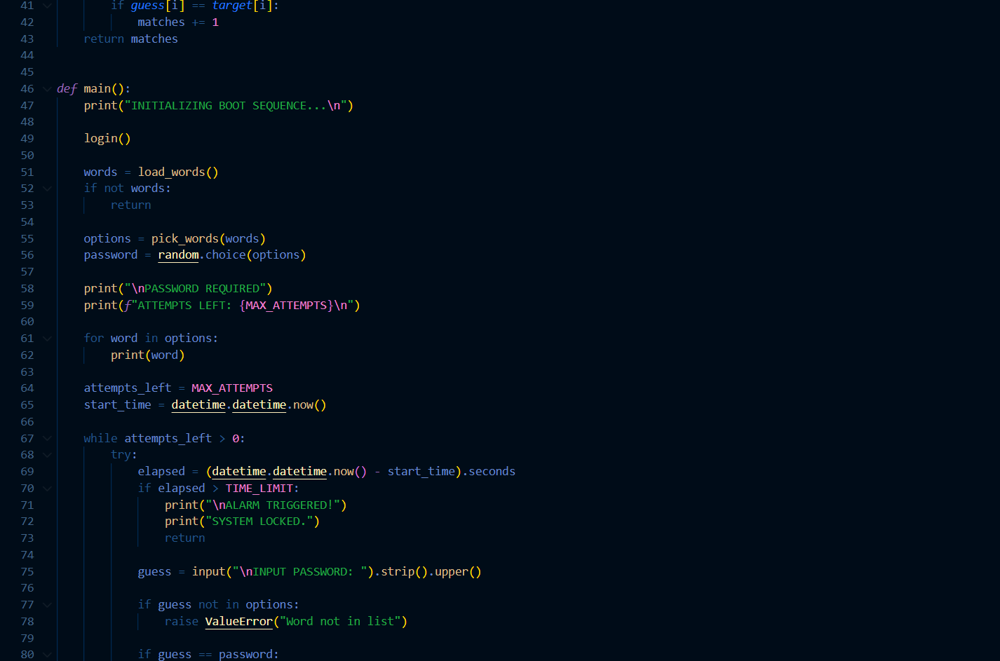 41 if guess[i] == target[i]:
42 matches += 1
43 return matches
44
45
46 def main():
47 print("INITIALIZING BOOT SEQUENCE...\n")
48
49 login()
50
51 words = load_words()
52 if not words:
53 return
54
55 options = pick_words(words)
56 password = random.choice(options)
57
58 print("\nPASSWORD REQUIRED")
59 print(f"ATTEMPTS LEFT: {MAX_ATTEMPTS}\n")
60
61 for word in options:
62 print(word)
63
64 attempts_left = MAX_ATTEMPTS
65 start_time = datetime.datetime.now()
66
67 while attempts_left > 0:
68 try:
69 elapsed = (datetime.datetime.now() - start_time).seconds
70 if elapsed > TIME_LIMIT:
71 print("\nALARM TRIGGERED!")
72 print("SYSTEM LOCKED.")
73 return
74
75 guess = input("\nINPUT PASSWORD: ").strip().upper()
76
77 if guess not in options:
78 raise ValueError("Word not in list")
79
80 if guess == password: